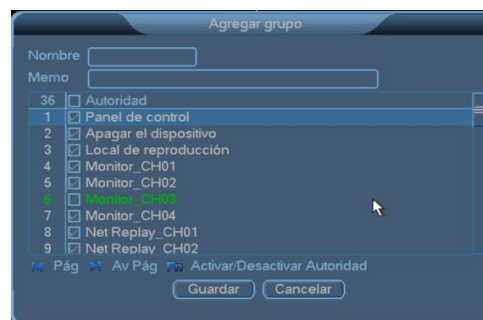 Agregar grupo
Nombre
Memo
36 Autoridad
1 Panel de control
2 Apagar el dispositivo
3 Local de reproducción
4 Monitor_CH01
5 Monitor_CH02
6 Monitor_CH03
7 Monitor_CH04
8 Net Replay_CH01
9 Net Replay_CH02
Pág Av Pág Fn Activar/Desactivar Autoridad
Guardar Cancelar